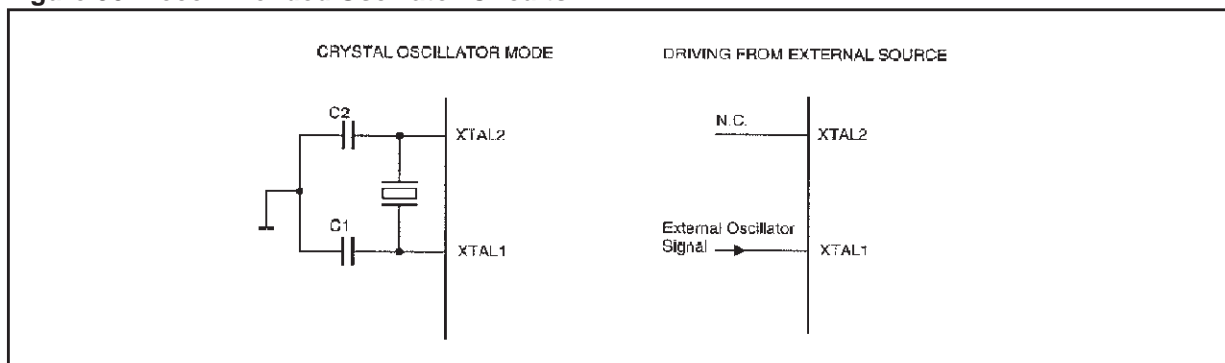 CRYSTAL OSCILLATOR MODE
DRIVING FROM EXTERNAL SOURCE
C2
XTAL2
C1
XTAL1
N.C.
XTAL2
External Oscillator
Signal
XTAL1